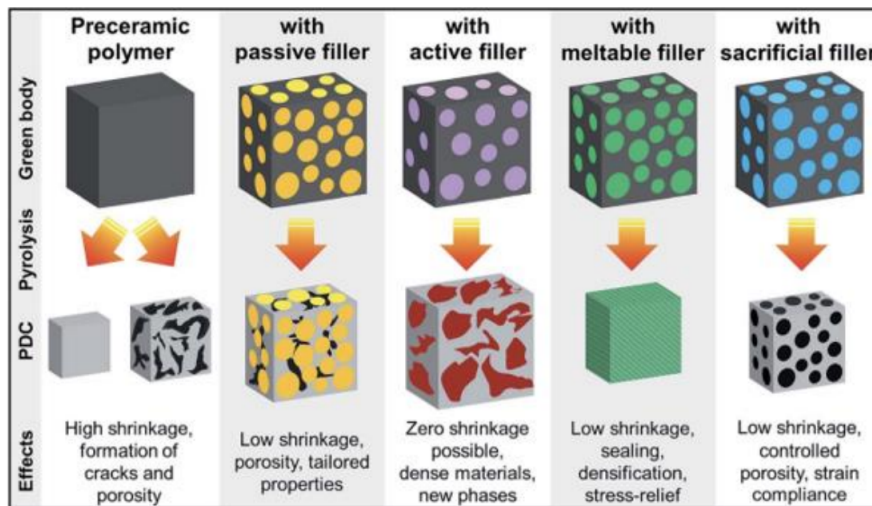 Preceramic
polymer
with
passive filler
with
active filler
with
meltable filler
with
sacrificial filler
Green body
Pyrolysis
PDC
Effects
High shrinkage,
formation of
cracks and
porosity
Low shrinkage,
porosity, tailored
properties
Zero shrinkage
possible,
dense materials,
new phases
Low shrinkage,
sealing,
densification,
stress-relief
Low shrinkage,
controlled
porosity, strain
compliance